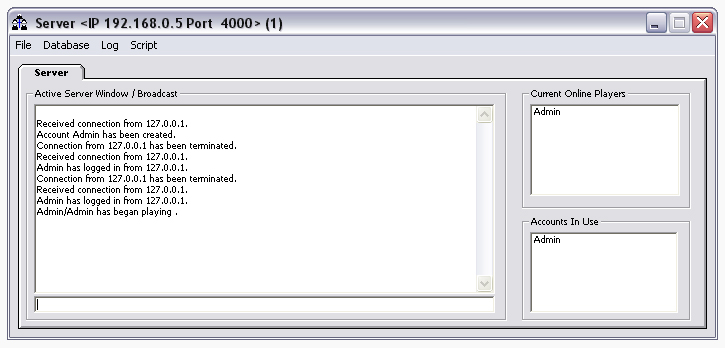 Server <IP 192.168.0.5 Port  4000> (1)
File Database Log Script
Server
Active Server Window / Broadcast
Received connection from 127.0.0.1.
Account Admin has been created.
Connection from 127.0.0.1 has been terminated.
Received connection from 127.0.0.1.
Admin has logged in from 127.0.0.1.
Connection from 127.0.0.1 has been terminated.
Received connection from 127.0.0.1.
Admin has logged in from 127.0.0.1.
Admin/Admin has began playing .
Current Online Players
Admin
Accounts In Use
Admin